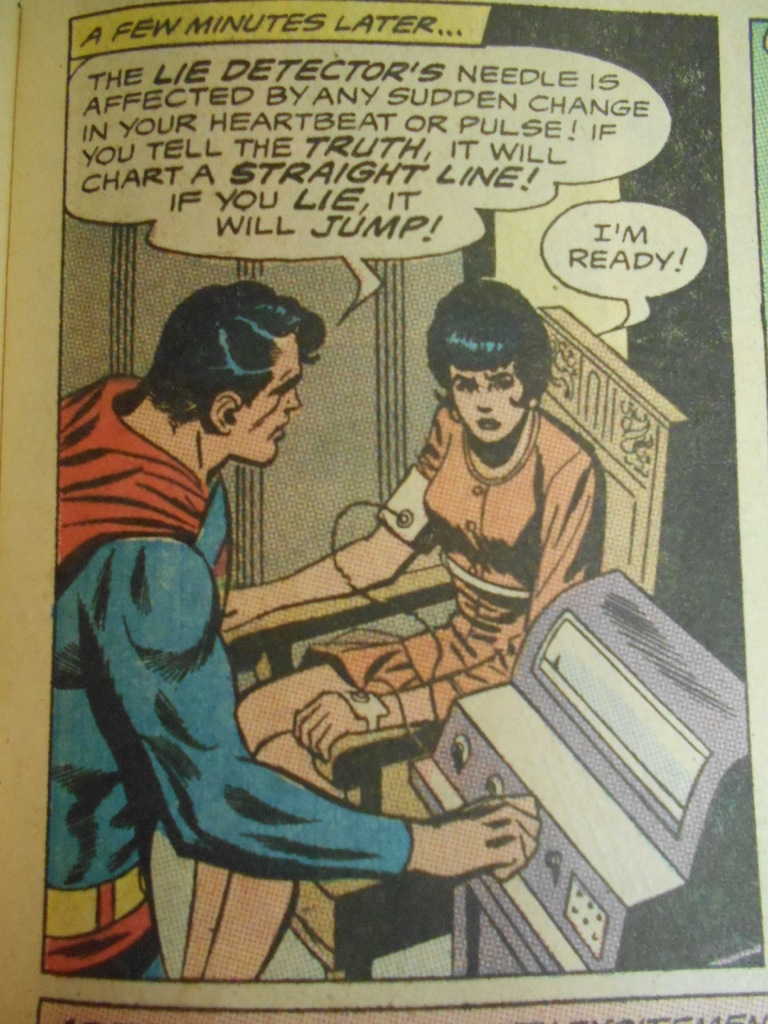 A FEW MINUTES LATER...
THE LIE DETECTOR'S NEEDLE IS
AFFECTED BY ANY SUDDEN CHANGE
IN YOUR HEARTBEAT OR PULSE! IF
YOU TELL THE TRUTH, IT WILL
CHART A STRAIGHT LINE!
IF YOU LIE, IT
WILL JUMP!
I'M
READY!